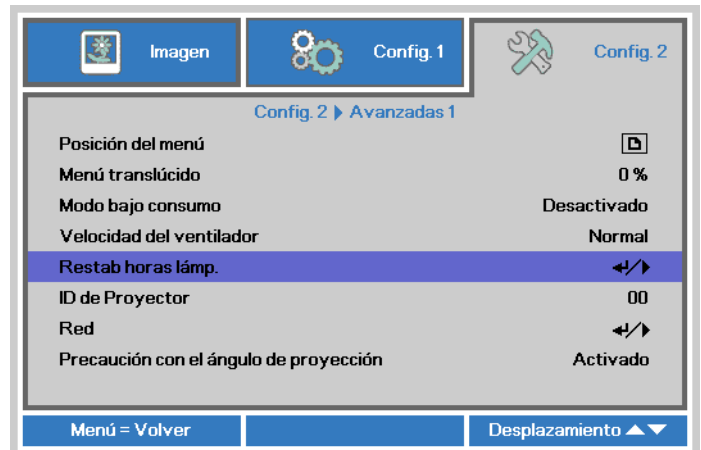 Imagen
Config. 1
Config. 2
Config. 2 ▶ Avanzadas 1
Posición del menú
Menú translúcido 0 %
Modo bajo consumo Desactivado
Velocidad del ventilador Normal
Restab horas lámp. ↵/▶
ID de Proyector 00
Red ↵/▶
Precaución con el ángulo de proyección Activado
Menú = Volver Desplazamiento ▲▼